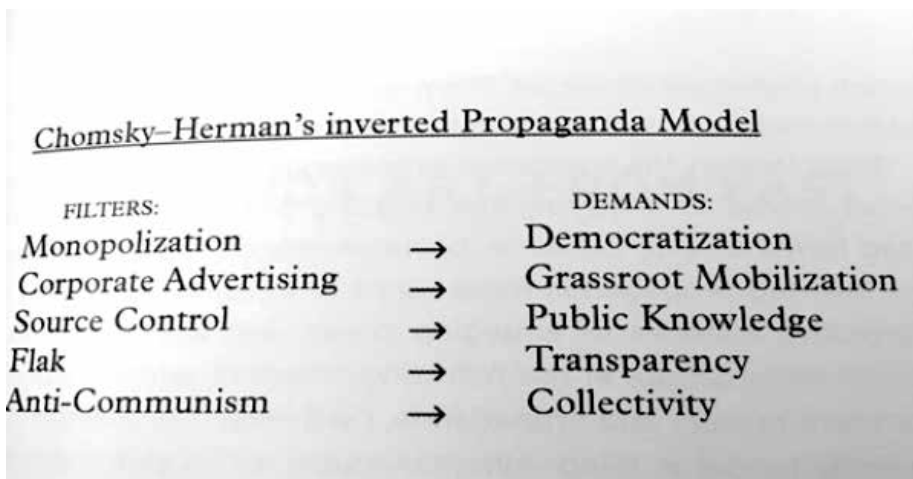 Chomsky–Herman's inverted Propaganda Model
FILTERS: DEMANDS:
Monopolization → Democratization
Corporate Advertising → Grassroot Mobilization
Source Control → Public Knowledge
Flak → Transparency
Anti-Communism → Collectivity